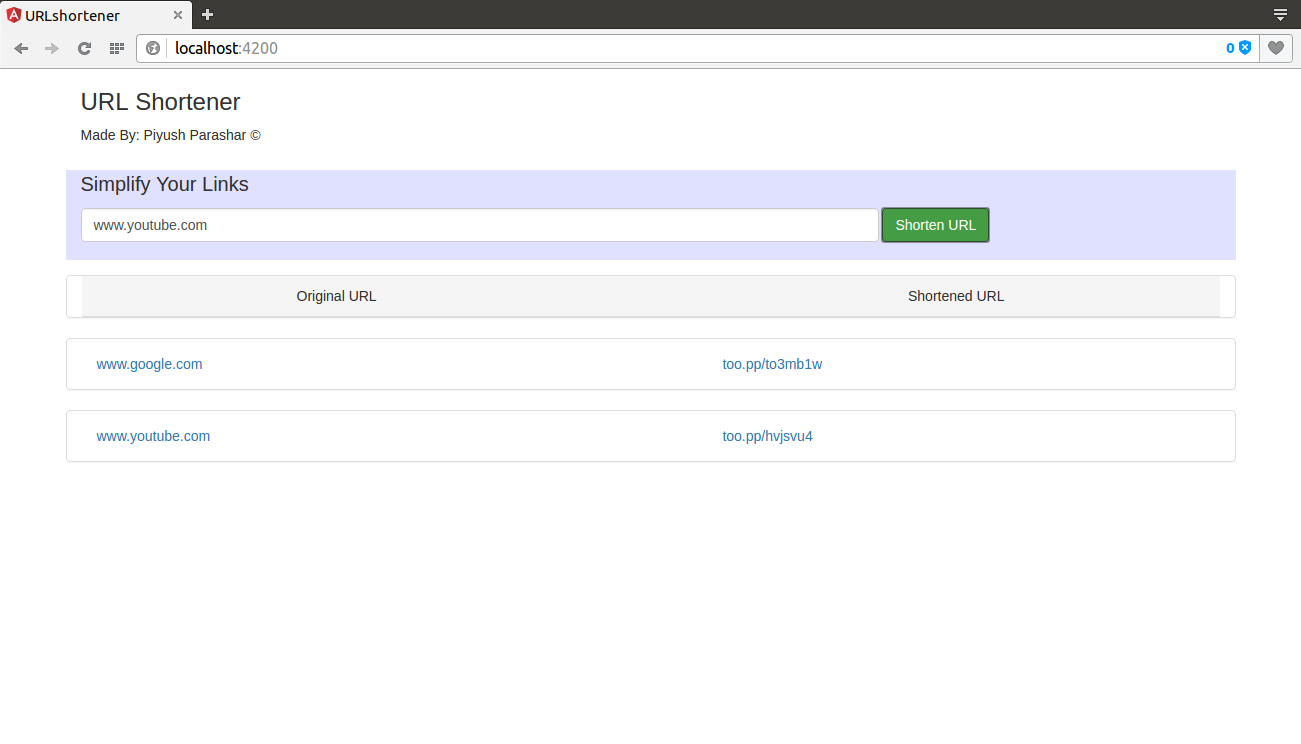 URLshortener
localhost:4200
0
URL Shortener
Made By: Piyush Parashar ©
Simplify Your Links
www.youtube.com
Shorten URL
Original URL Shortened URL
www.google.com too.pp/to3mb1w
www.youtube.com too.pp/hvjsvu4